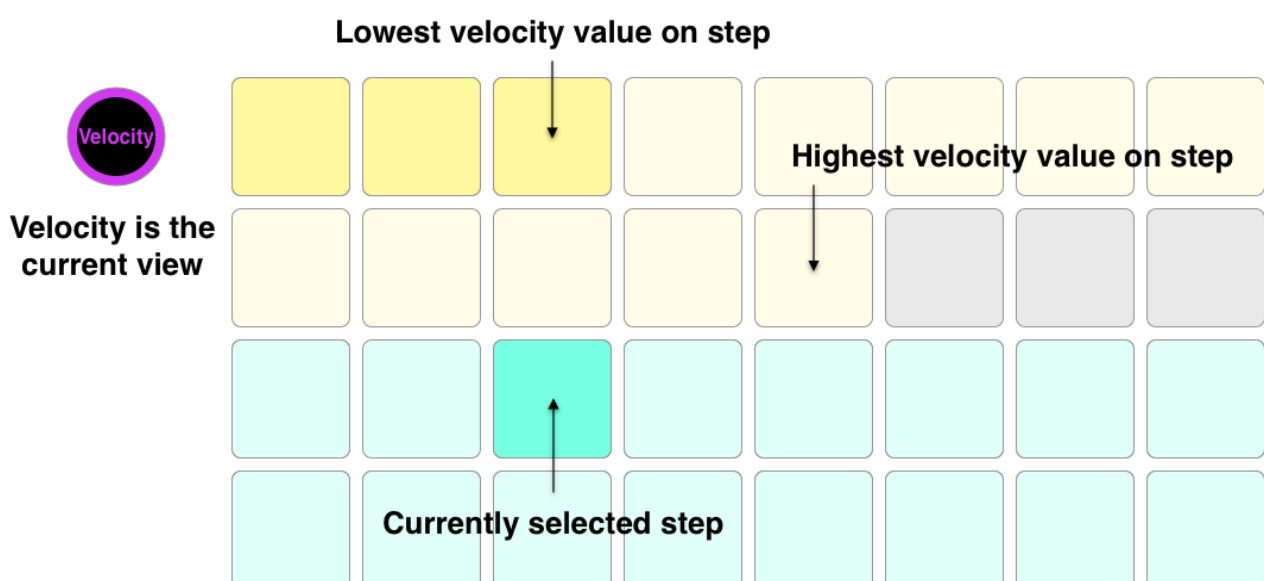 Lowest velocity value on step
Velocity
Highest velocity value on step
Velocity is the
current view
Currently selected step